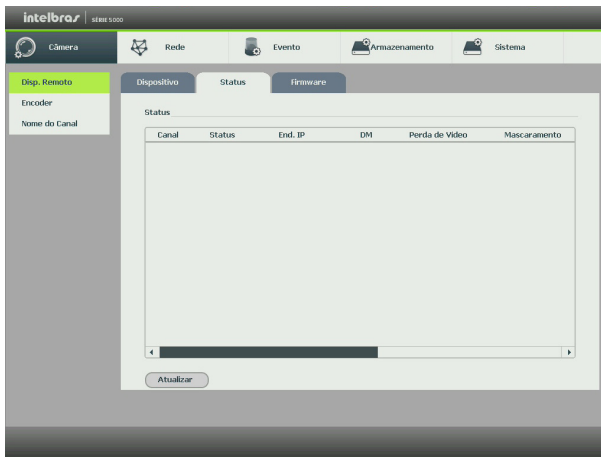 intelbras SÉRIE 5000
Câmera Rede Evento Armazenamento Sistema
Disp. Remoto
Encoder
Nome do Canal
Dispositivo Status Firmware
Status
Canal Status End. IP DM Perda de Vídeo Mascaramento
Atualizar